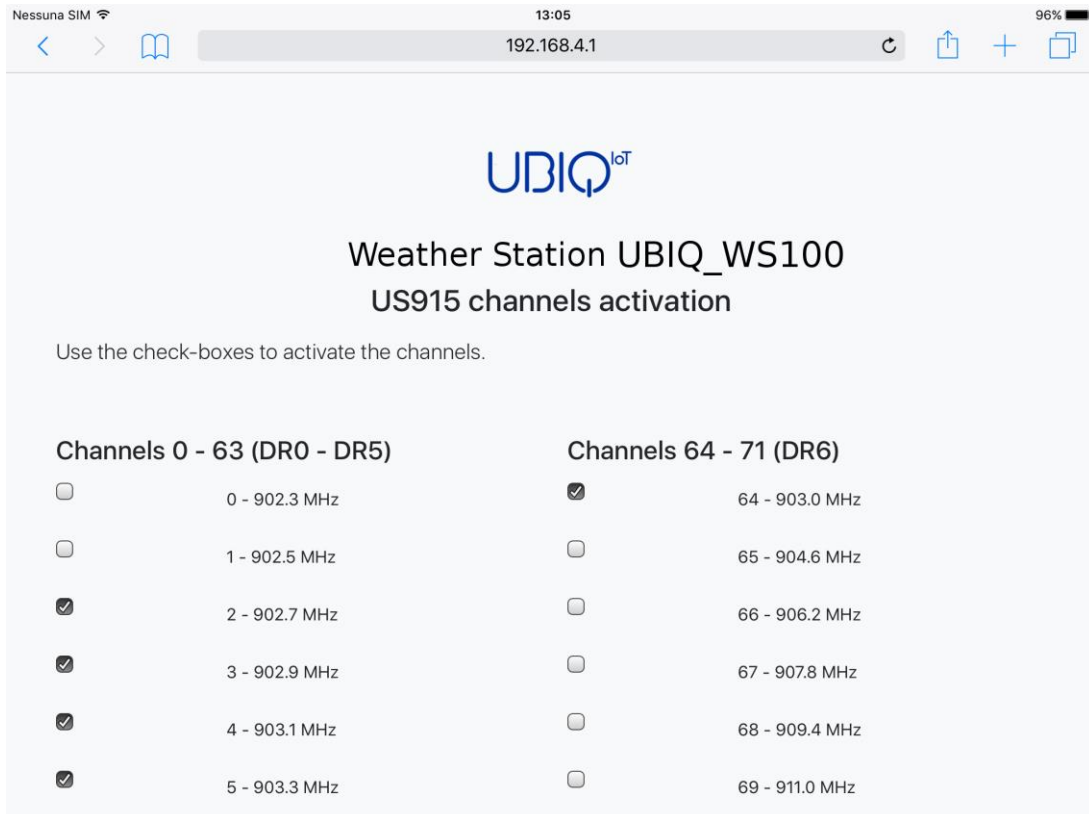 Nessuna SIM 13:05 96%
192.168.4.1
UBIQ IoT
Weather Station UBIQ_WS100
US915 channels activation
Use the check-boxes to activate the channels.
Channels 0 - 63 (DR0 - DR5)
0 - 902.3 MHz
1 - 902.5 MHz
2 - 902.7 MHz
3 - 902.9 MHz
4 - 903.1 MHz
5 - 903.3 MHz
Channels 64 - 71 (DR6)
64 - 903.0 MHz
65 - 904.6 MHz
66 - 906.2 MHz
67 - 907.8 MHz
68 - 909.4 MHz
69 - 911.0 MHz